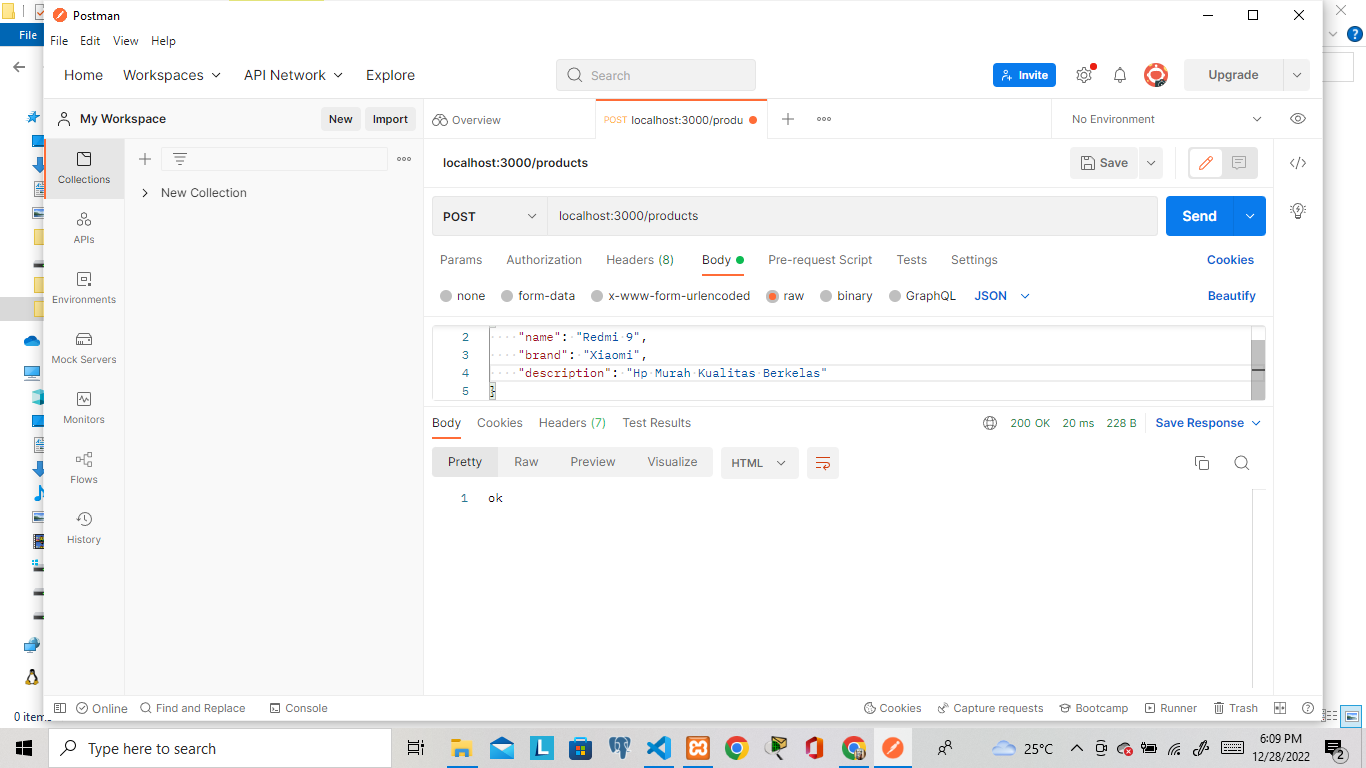 Postman
File
File Edit View Help
Home Workspaces API Network Explore
Search
Invite
Upgrade
My Workspace
New Import
Overview
POST localhost:3000/produ
No Environment
Collections
New Collection
localhost:3000/products
Save
POST localhost:3000/products
Send
APIs
Params Authorization Headers (8) Body Pre-request Script Tests Settings Cookies
Environments
none form-data x-www-form-urlencoded raw binary GraphQL JSON Beautify
2 "name": "Redmi 9",
3 "brand": "Xiaomi",
4 "description": "Hp Murah Kualitas Berkelas"
5 }
Mock Servers
Monitors
Body Cookies Headers (7) Test Results
200 OK 20 ms 228 B Save Response
Pretty Raw Preview Visualize HTML
Flows
1 ok
History
0 items
Online Find and Replace Console
Cookies Capture requests Bootcamp Runner Trash
Type here to search
25°C
6:09 PM
12/28/2022
2